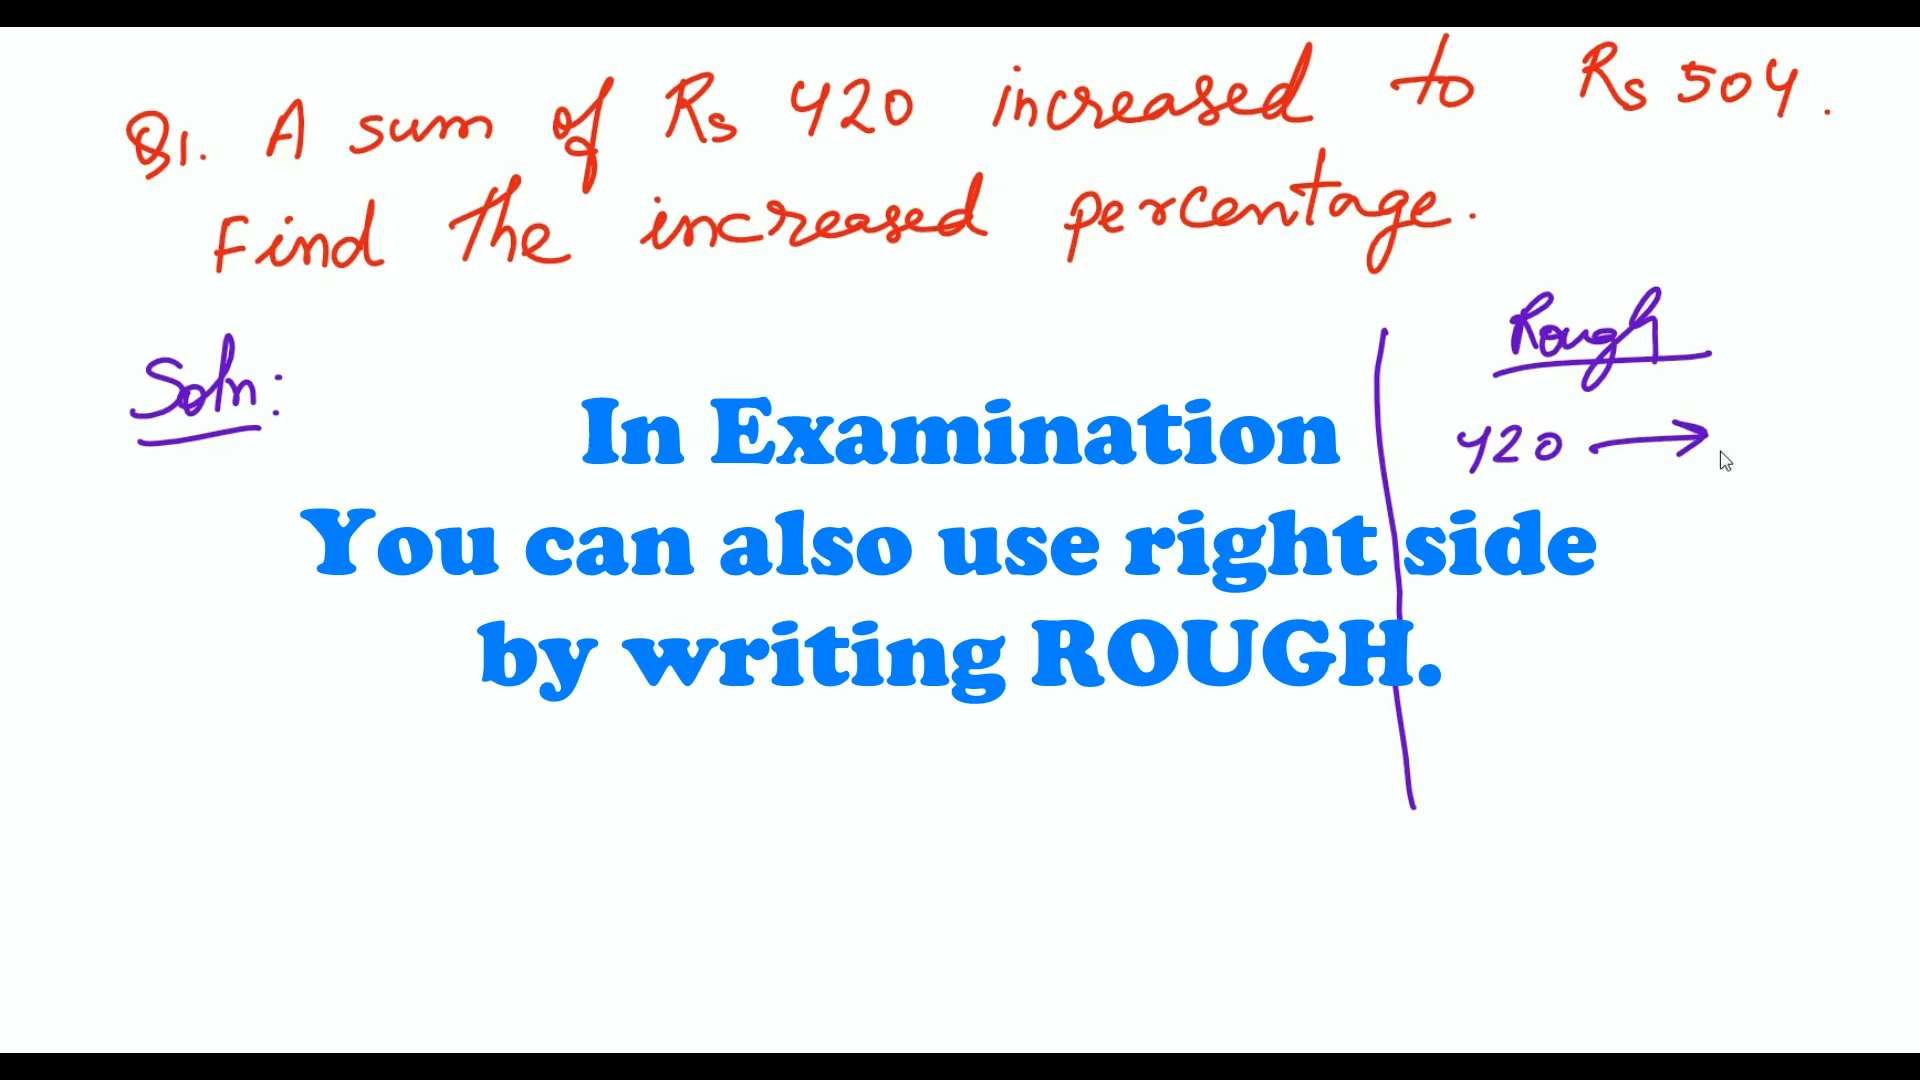 Q1. A sum of Rs 420 increased to Rs 504.
Find the increased percentage.
Soln:
Rough
420 →
In Examination
You can also use right side
by writing ROUGH.